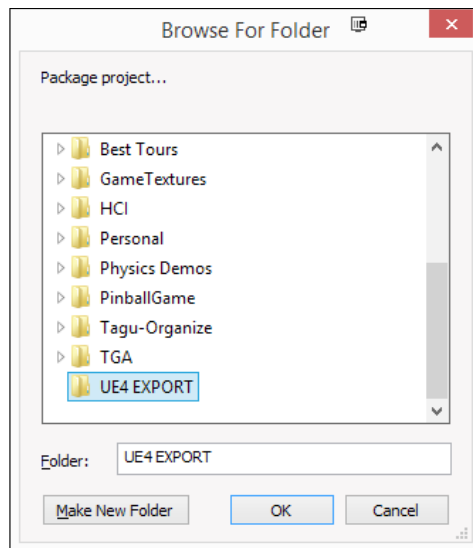 Browse For Folder
Package project...
Best Tours
GameTextures
HCI
Personal
Physics Demos
PinballGame
Tagu-Organize
TGA
UE4 EXPORT
Folder: UE4 EXPORT
Make New Folder OK Cancel